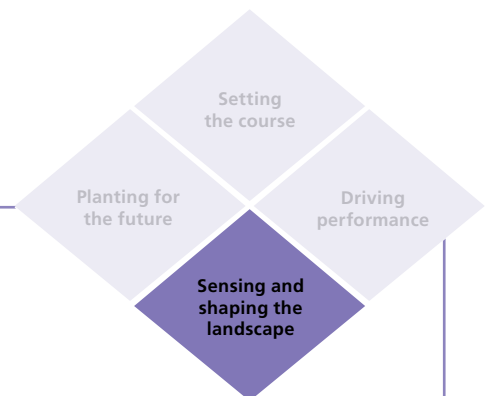 Setting
the course
Planting for
the future
Driving
performance
Sensing and
shaping the
landscape